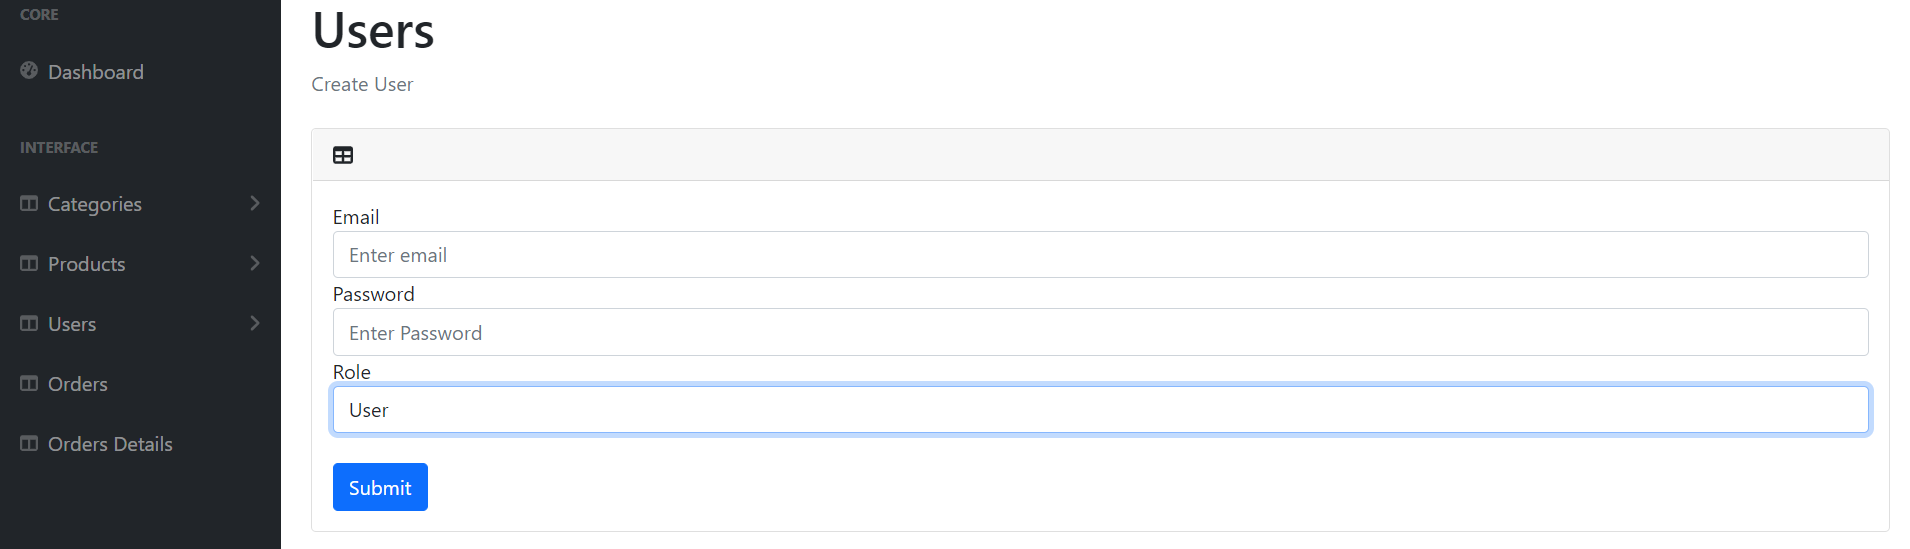 CORE
Dashboard
INTERFACE
Categories
Products
Users
Orders
Orders Details
Users
Create User
Email
Enter email
Password
Enter Password
Role
User
Submit